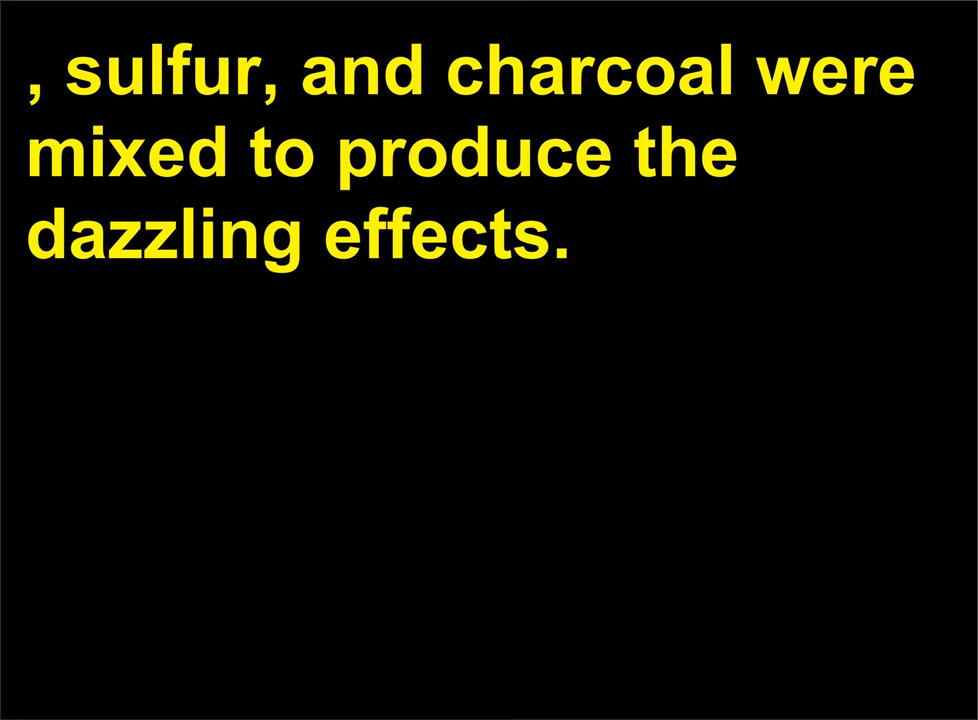 , sulfur, and charcoal were
mixed to produce the
dazzling effects.